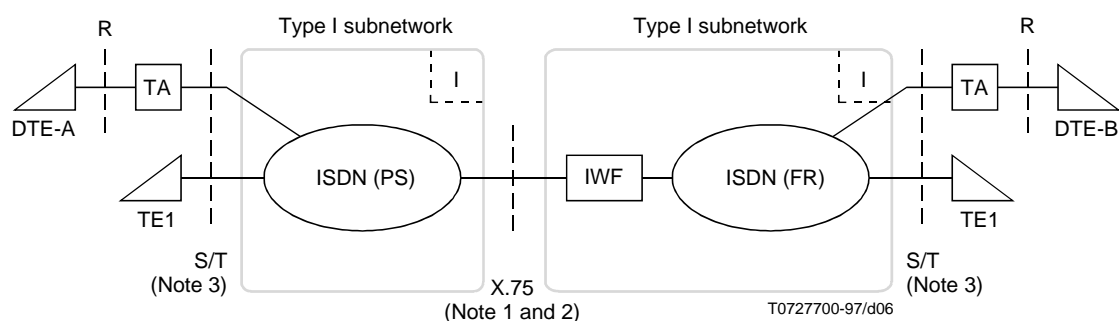 Type I subnetwork
Type I subnetwork
R
R
I
I
TA
TA
DTE-A
DTE-B
ISDN (PS)
IWF
ISDN (FR)
TE1
TE1
S/T
(Note 3)
S/T
(Note 3)
X.75
(Note 1 and 2)
T0727700-97/d06